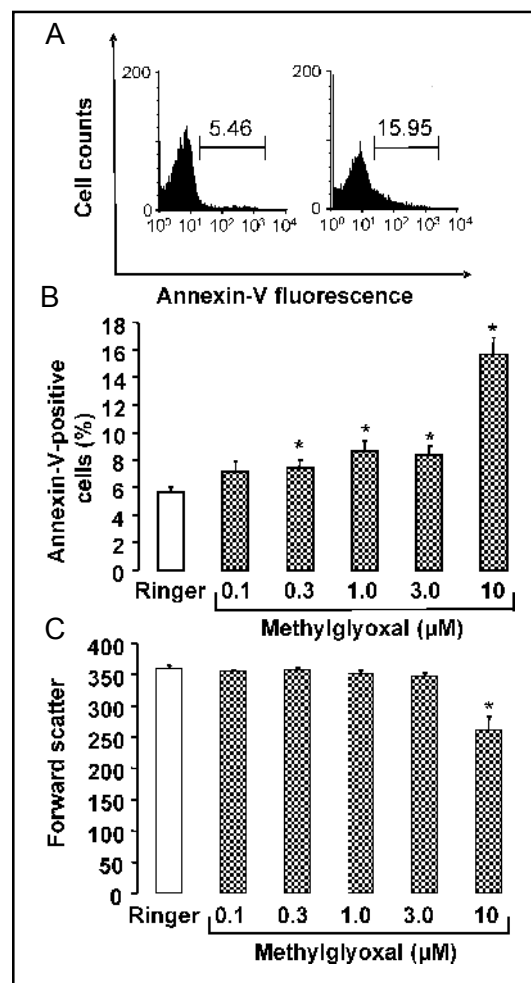 A
200
5.46
0
10⁰ 10¹ 10² 10³ 10⁴
200
15.95
0
10⁰ 10¹ 10² 10³ 10⁴
Cell counts
Annexin-V fluorescence
B
Annexin-V-positive
cells (%)
18
16
14
12
10
8
6
4
2
0
* * * *
Ringer 0.1 0.3 1.0 3.0 10
Methylglyoxal (µM)
C
Forward scatter
400
350
300
250
200
150
100
50
0
*
Ringer 0.1 0.3 1.0 3.0 10
Methylglyoxal (µM)